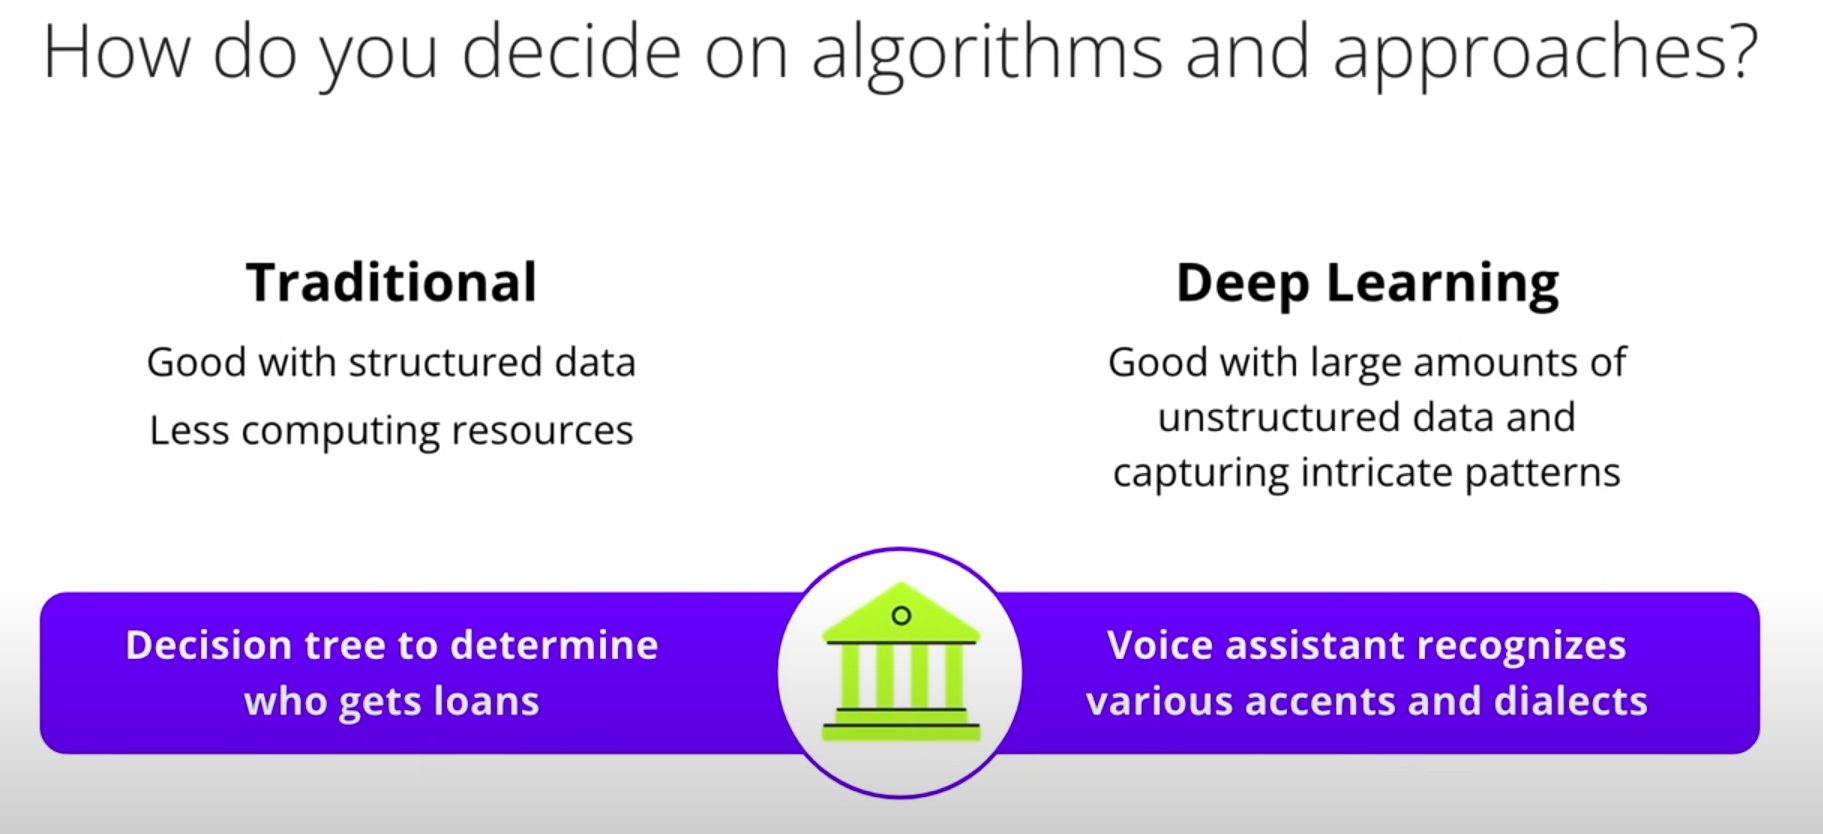 How do you decide on algorithms and approaches?
Traditional
Good with structured data
Less computing resources
Deep Learning
Good with large amounts of
unstructured data and
capturing intricate patterns
Decision tree to determine
who gets loans
Voice assistant recognizes
various accents and dialects